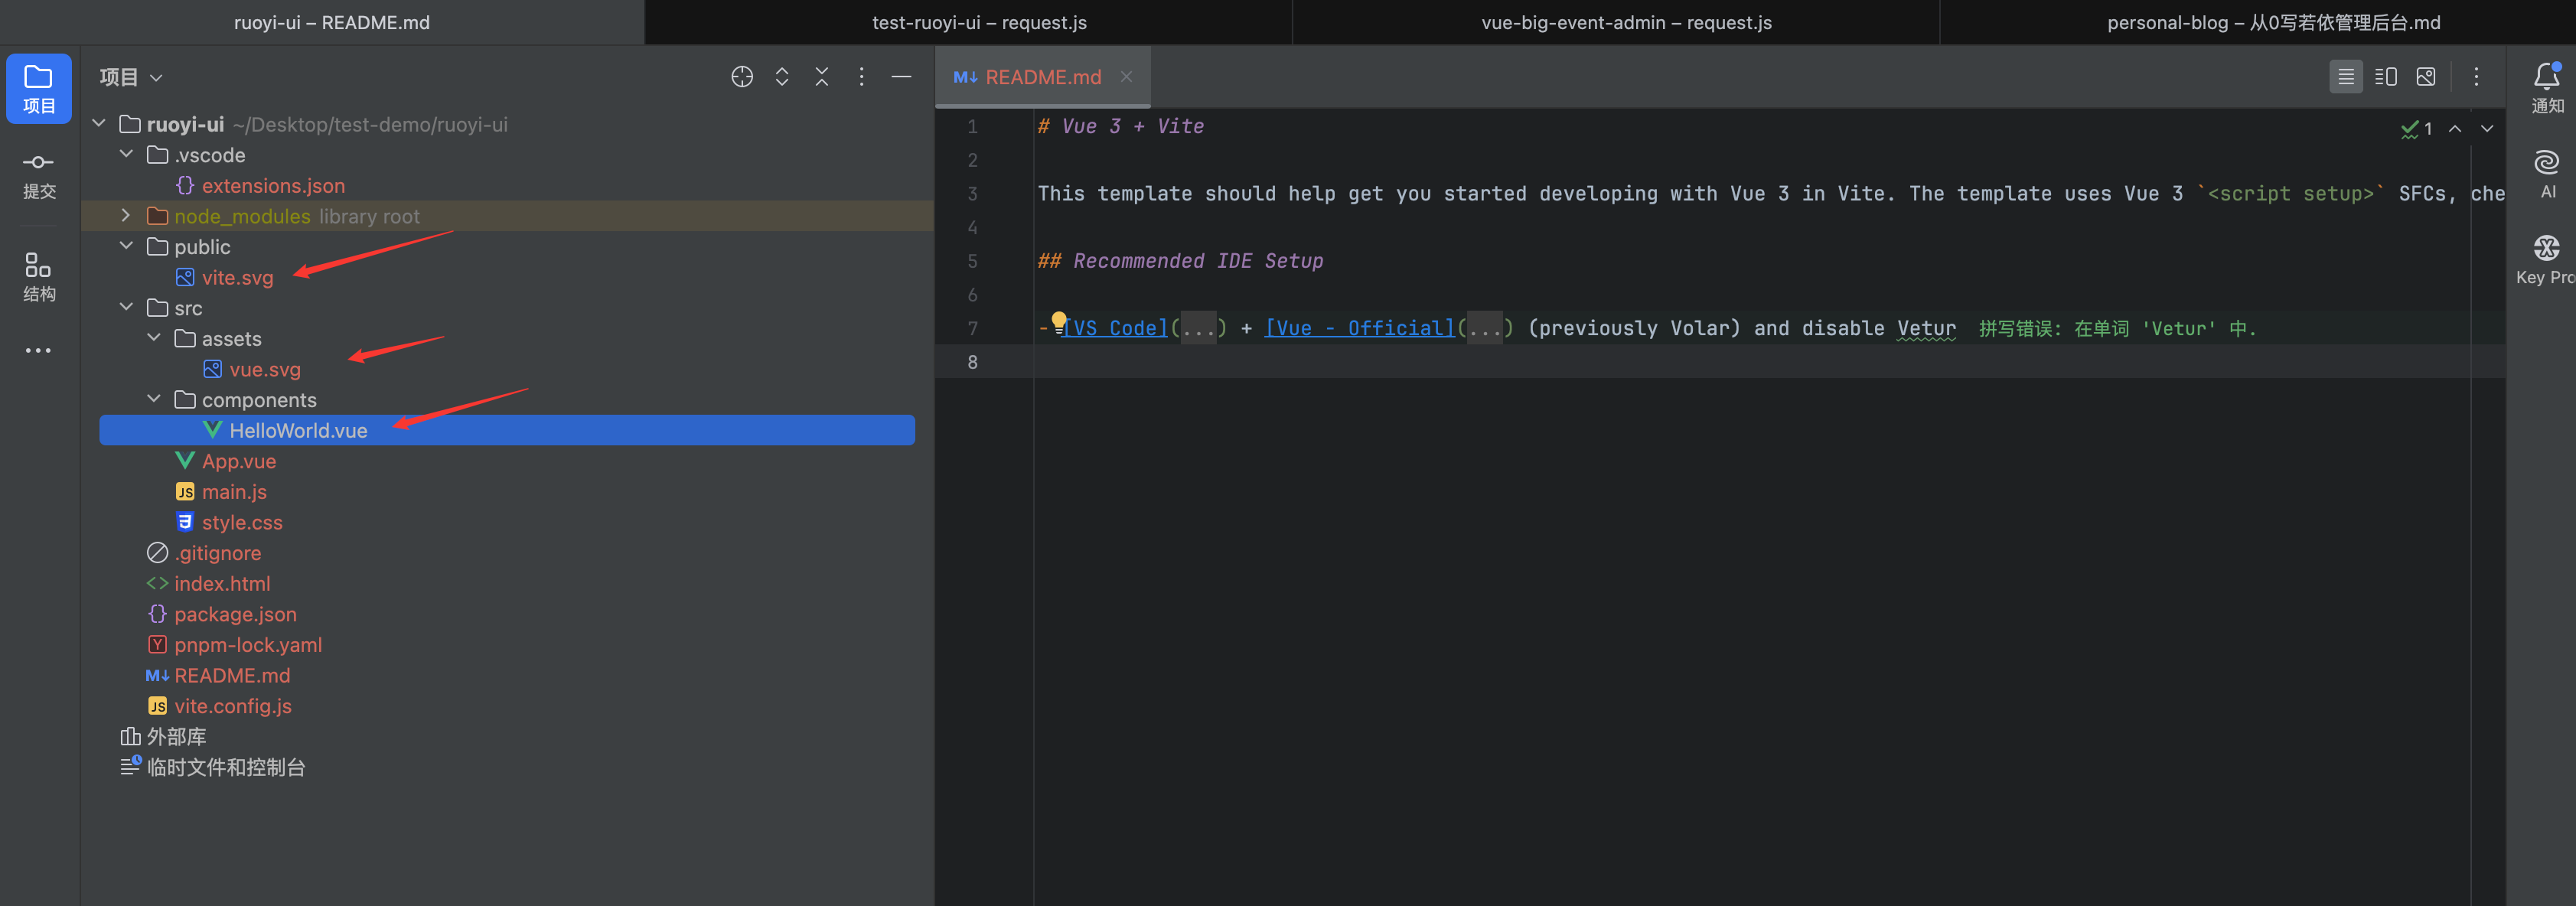 ruoyi-ui – README.md
test-ruoyi-ui – request.js
vue-big-event-admin – request.js
personal-blog – 从0写若依管理后台.md
项目
提交
结构
项目
ruoyi-ui ~/Desktop/test-demo/ruoyi-ui
.vscode
extensions.json
node_modules library root
public
vite.svg
src
assets
vue.svg
components
HelloWorld.vue
App.vue
main.js
style.css
.gitignore
index.html
package.json
pnpm-lock.yaml
README.md
vite.config.js
外部库
临时文件和控制台
README.md
1 # Vue 3 + Vite
2
3 This template should help get you started developing with Vue 3 in Vite. The template uses Vue 3 `<script setup>` SFCs, che
4
5 ## Recommended IDE Setup
6
7 - [VS Code](...) + [Vue - Official](...) (previously Volar) and disable Vetur 拼写错误: 在单词 'Vetur' 中.
8
1
通知
AI
Key Pro